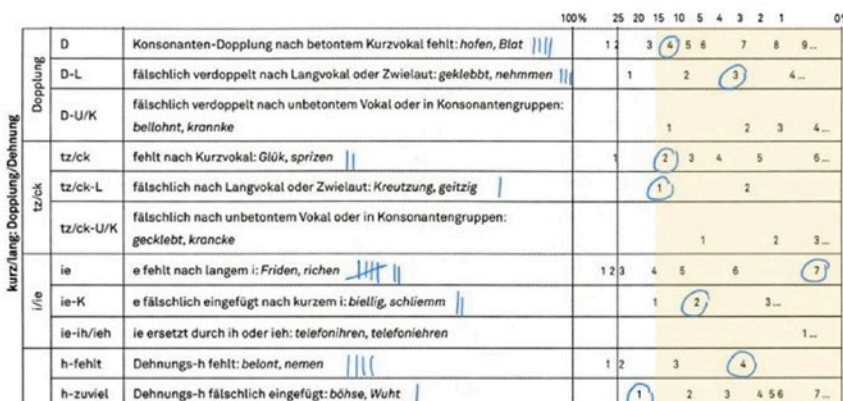 100% 25 20 15 10 5 4 3 2 1 0%
kurz/lang: Dopplung/Dehnung
Dopplung
D Konsonanten-Dopplung nach betontem Kurzvokal fehlt: hofen, Blat |||| 1 2 3 4 5 6 7 8 9...
D-L fälschlich verdoppelt nach Langvokal oder Zwielaut: geklebbt, nehmmen ||| 1 2 3 4...
D-U/K fälschlich verdoppelt nach unbetontem Vokal oder in Konsonantengruppen:
bellohnt, krannke 1 2 3 4...
tz/ck
tz/ck fehlt nach Kurzvokal: Glük, sprizen || 1 2 3 4 5 6...
tz/ck-L fälschlich nach Langvokal oder Zwielaut: Kreutzung, geitzig | 1 2
tz/ck-U/K fälschlich nach unbetontem Vokal oder in Konsonantengruppen:
gecklebt, krancke 1 2 3...
i/ie
ie e fehlt nach langem i: Friden, richen |||| || 1 2 3 4 5 6 7
ie-K e fälschlich eingefügt nach kurzem i: biellig, schliemm || 1 2 3...
ie-ih/ieh ie ersetzt durch ih oder ieh: telefonihren, telefoniehren 1...
h-fehlt Dehnungs-h fehlt: belont, nemen |||| 1 2 3 4
h-zuviel Dehnungs-h fälschlich eingefügt: böhse, Wuht | 1 2 3 4 5 6 7...